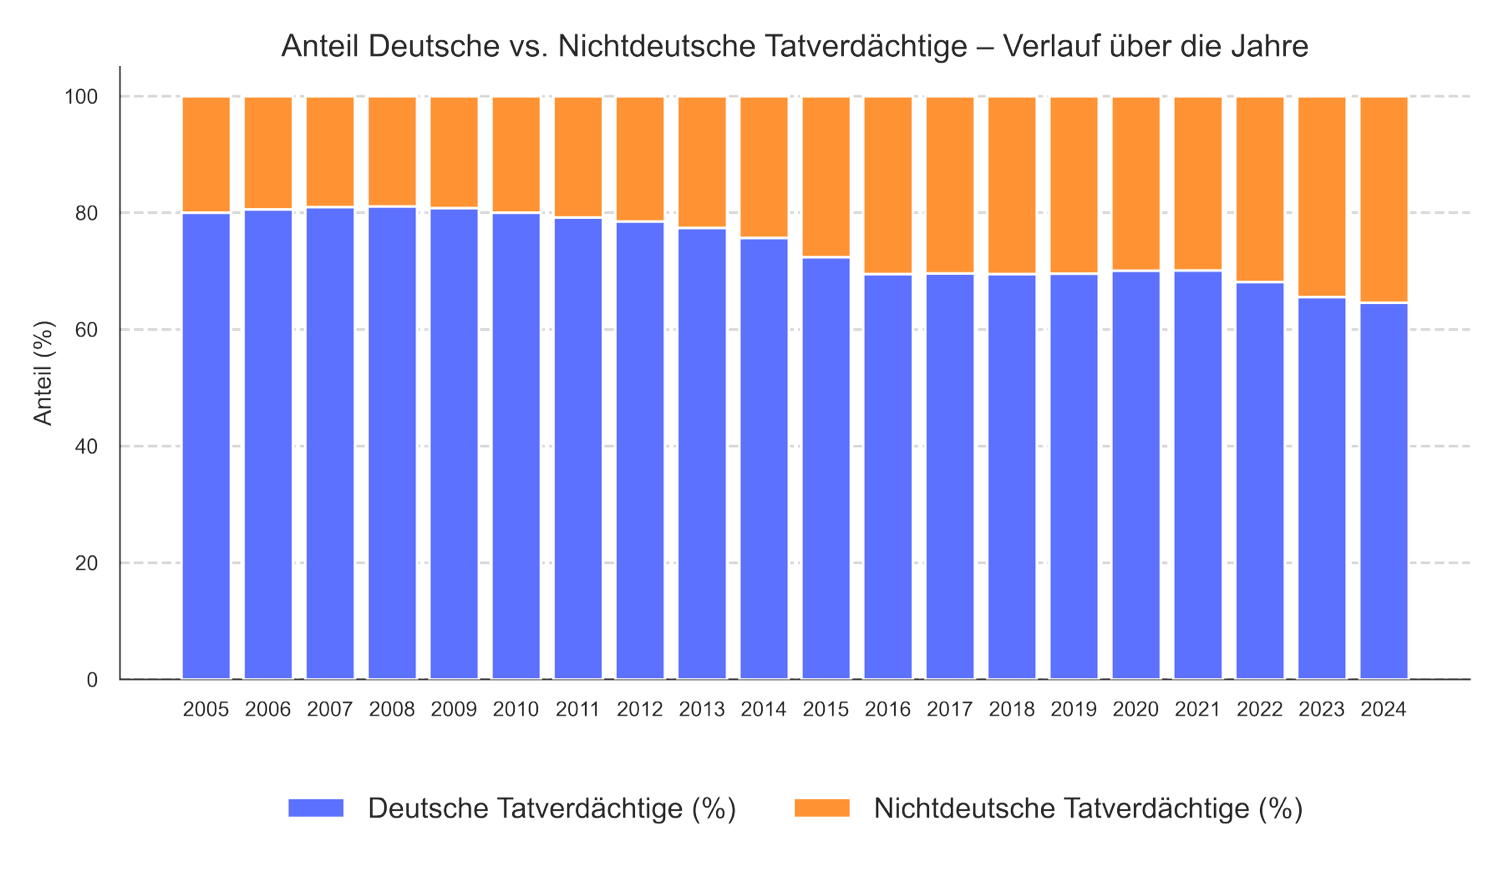 Anteil Deutsche vs. Nichtdeutsche Tatverdächtige – Verlauf über die Jahre
Anteil (%)
100
80
60
40
20
0
2005 2006 2007 2008 2009 2010 2011 2012 2013 2014 2015 2016 2017 2018 2019 2020 2021 2022 2023 2024
Deutsche Tatverdächtige (%) Nichtdeutsche Tatverdächtige (%)